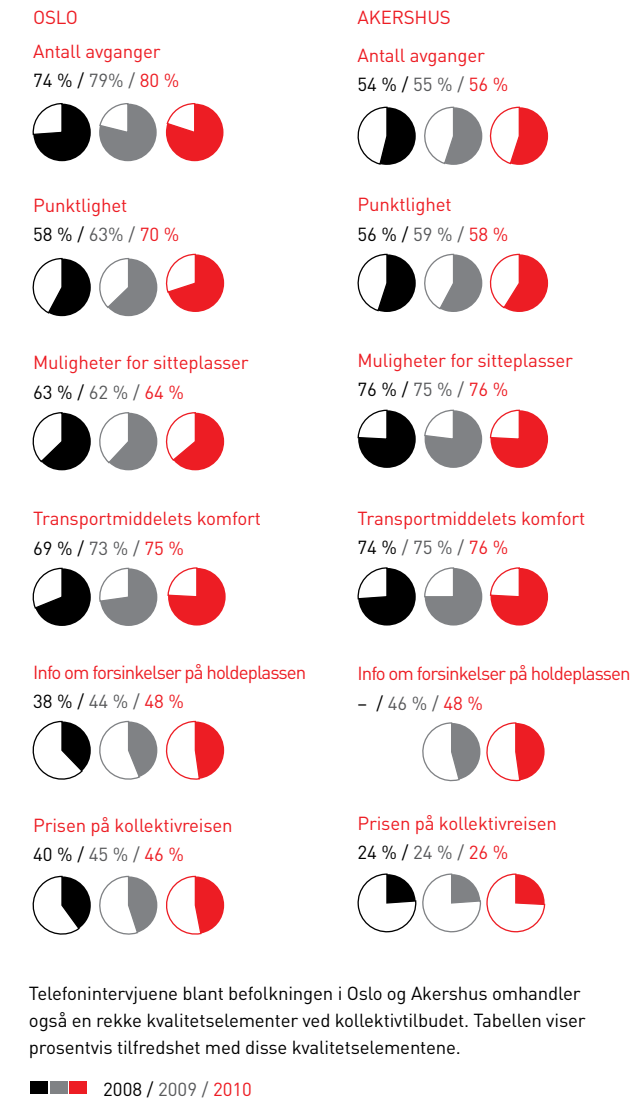 OSLO
Antall avganger
74 % / 79% / 80 %
Punktlighet
58 % / 63% / 70 %
Muligheter for sitteplasser
63 % / 62 % / 64 %
Transportmiddelets komfort
69 % / 73 % / 75 %
Info om forsinkelser på holdeplassen
38 % / 44 % / 48 %
Prisen på kollektivreisen
40 % / 45 % / 46 %
AKERSHUS
Antall avganger
54 % / 55 % / 56 %
Punktlighet
56 % / 59 % / 58 %
Muligheter for sitteplasser
76 % / 75 % / 76 %
Transportmiddelets komfort
74 % / 75 % / 76 %
Info om forsinkelser på holdeplassen
– / 46 % / 48 %
Prisen på kollektivreisen
24 % / 24 % / 26 %
Telefonintervjuene blant befolkningen i Oslo og Akershus omhandler
også en rekke kvalitetselementer ved kollektivtilbudet. Tabellen viser
prosentvis tilfredshet med disse kvalitetselementene.
2008 / 2009 / 2010